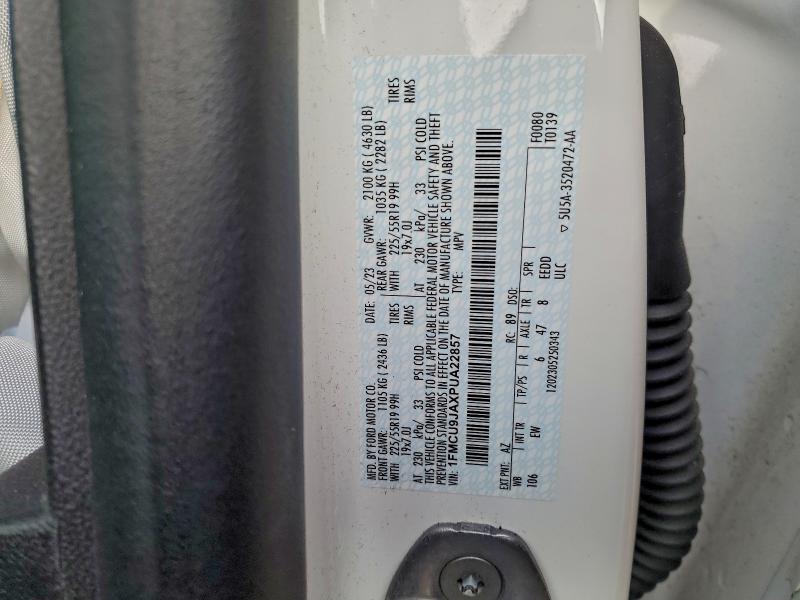 MFD. BY FORD MOTOR CO.
DATE: 05/23 GVWR: 2100 KG ( 4630 LB)
FRONT GAWR: 1105 KG ( 2436 LB) REAR GAWR: 1035 KG ( 2282 LB)
WITH 225/55R19 99H TIRES WITH 225/55R19 99H TIRES
19x7.0J RIMS 19x7.0J RIMS
AT 230 kPa/ 33 PSI COLD AT 230 kPa/ 33 PSI COLD
THIS VEHICLE CONFORMS TO ALL APPLICABLE FEDERAL MOTOR VEHICLE SAFETY AND THEFT
PREVENTION STANDARDS IN EFFECT ON THE DATE OF MANUFACTURE SHOWN ABOVE.
VIN: 1FMCU9JAXPUA22857 TYPE: MPV
EXT PNT: AZ RC: 89 DSO: F0080
T0139
WB INT TR TP/PS R AXLE TR SPR
106 EW 6 47 8 EEDD
1202305250343 ULC ▽ 5U5A-3520472-AA